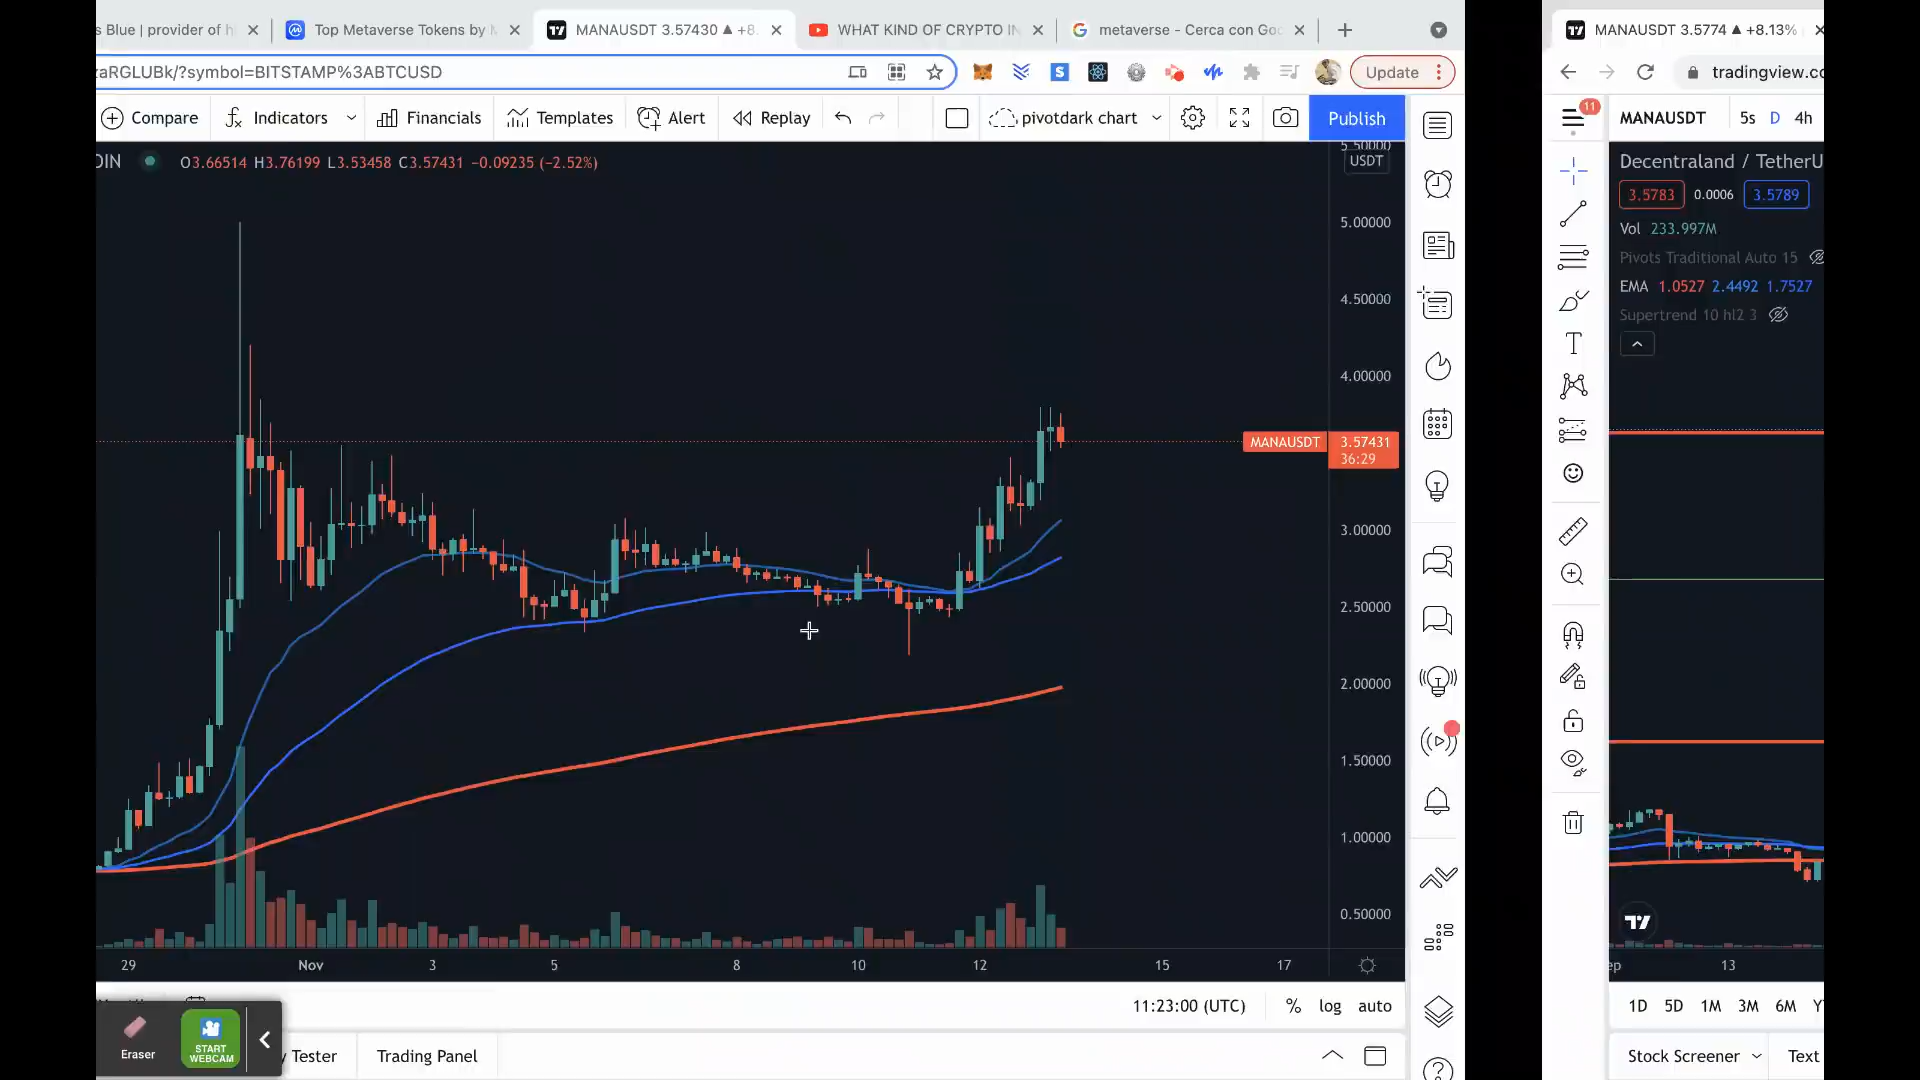 s Blue | provider of h
Top Metaverse Tokens by M
MANAUSDT 3.57430 ▲ +8.
WHAT KIND OF CRYPTO IN
metaverse - Cerca con Goo
MANAUSDT 3.5774 ▲ +8.13%
zaRGLUBk/?symbol=BITSTAMP%3ABTCUSD
Update
tradingview.co
Compare
Indicators
Financials
Templates
Alert
Replay
pivotdark chart
Publish
11
MANAUSDT
5s
D
4h
OIN
O3.66514 H3.76199 L3.53458 C3.57431 −0.09235 (−2.52%)
5.50000
USDT
5.00000
4.50000
4.00000
MANAUSDT
3.57431
36:29
3.00000
2.50000
2.00000
1.50000
1.00000
0.50000
29
Nov
3
5
8
10
12
15
17
11:23:00 (UTC)
%
log
auto
Eraser
START
WEBCAM
y Tester
Trading Panel
Decentraland / TetherU
3.5783
0.0006
3.5789
Vol 233.997M
Pivots Traditional Auto 15
EMA 1.0527 2.4492 1.7527
Supertrend 10 hl2 3
ep
13
1D
5D
1M
3M
6M
Y
Stock Screener
Text